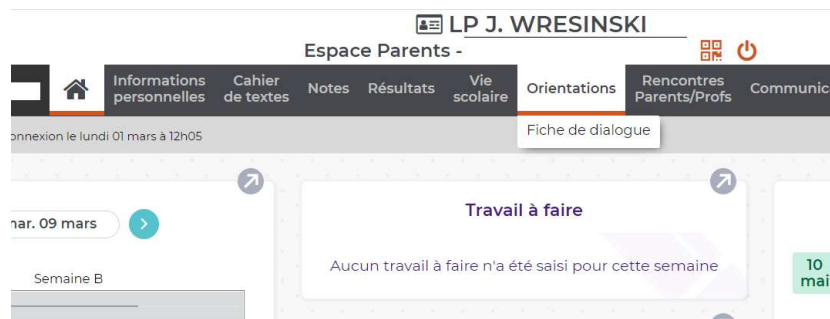 LP J. WRESINSKI
Espace Parents -
Informations personnelles
Cahier de textes
Notes
Résultats
Vie scolaire
Orientations
Rencontres Parents/Profs
Communic
Fiche de dialogue
onnexion le lundi 01 mars à 12h05
mar. 09 mars
Travail à faire
Aucun travail à faire n'a été saisi pour cette semaine
Semaine B
10
mai